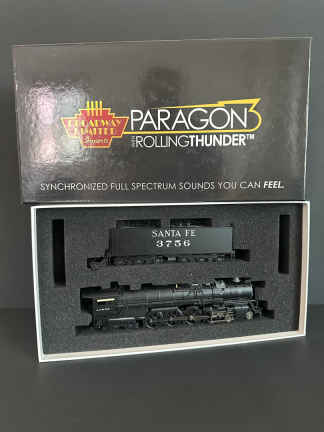 BROADWAY
LIMITED
Imports
PARAGON3
ROLLINGTHUNDER™
SYNCHRONIZED FULL SPECTRUM SOUNDS YOU CAN FEEL.
SANTA FE
3756